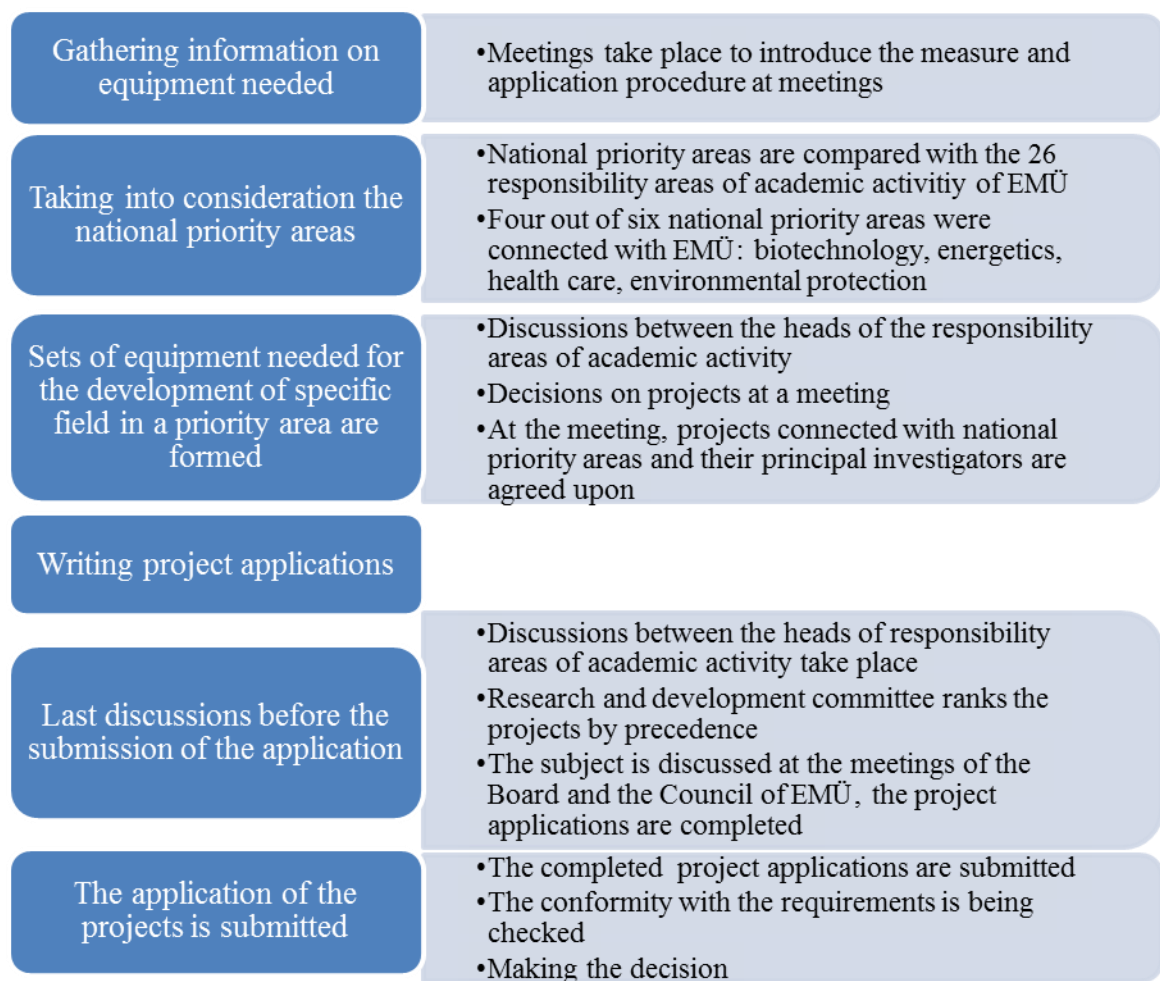 Gathering information on
equipment needed
•Meetings take place to introduce the measure and
application procedure at meetings
Taking into consideration the
national priority areas
•National priority areas are compared with the 26
responsibility areas of academic activitiy of EMÜ
•Four out of six national priority areas were
connected with EMÜ: biotechnology, energetics,
health care, environmental protection
Sets of equipment needed for
the development of specific
field in a priority area are
formed
•Discussions between the heads of the responsibility
areas of academic activity
•Decisions on projects at a meeting
•At the meeting, projects connected with national
priority areas and their principal investigators are
agreed upon
Writing project applications
Last discussions before the
submission of the application
•Discussions between the heads of responsibility
areas of academic activity take place
•Research and development committee ranks the
projects by precedence
•The subject is discussed at the meetings of the
Board and the Council of EMÜ, the project
applications are completed
The application of the
projects is submitted
•The completed project applications are submitted
•The conformity with the requirements is being
checked
•Making the decision